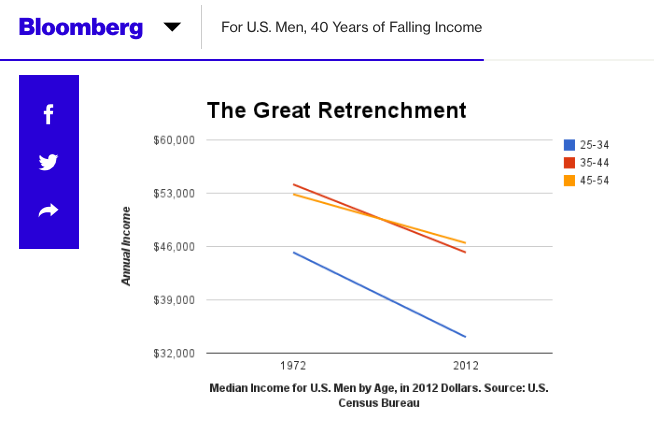 Bloomberg
For U.S. Men, 40 Years of Falling Income
The Great Retrenchment
$60,000
$53,000
$46,000
$39,000
$32,000
Annual Income
1972
2012
25-34
35-44
45-54
Median Income for U.S. Men by Age, in 2012 Dollars. Source: U.S.
Census Bureau